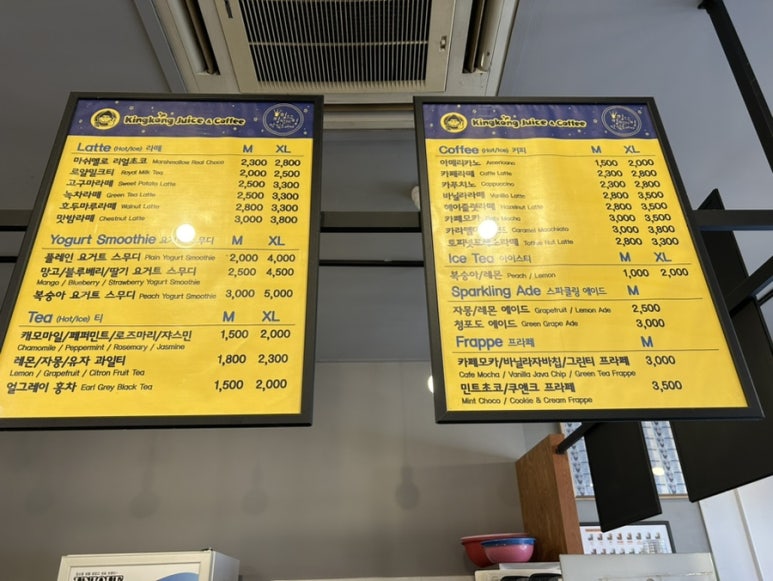 Kingkong Juice & Coffee
Latte (Hot/Ice) 라떼 M XL
마쉬멜로 리얼초코 Marshmallow Real Choco 2,300 2,800
로얄밀크티 Royal Milk Tea 2,000 2,500
고구마라떼 Sweet Potato Latte 2,500 3,300
녹차라떼 Green Tea Latte 2,500 3,300
호두마루라떼 Walnut Latte 2,800 3,300
맛밤라떼 Chestnut Latte 3,000 3,800
Yogurt Smoothie M XL
플레인 요거트 스무디 Plain Yogurt Smoothie 2,000 4,000
망고/블루베리/딸기 요거트 스무디 2,500 4,500
Mango / Blueberry / Strawberry Yogurt Smoothie
복숭아 요거트 스무디 Peach Yogurt Smoothie 3,000 5,000
Tea (Hot) 티 M XL
캐모마일/페퍼민트/로즈마리/쟈스민 1,500 2,000
Chamomile / Peppermint / Rosemary / Jasmine
레몬/자몽/유자 과일티 1,800 2,300
Lemon / Grapefruit / Citron Fruit Tea
얼그레이 홍차 Earl Grey Black Tea 1,500 2,000
Kingkong Juice & Coffee
Coffee (Hot/Ice) 커피 M XL
아메리카노 Americano 1,500 2,000
카페라떼 Caffe Latte 2,300 2,800
카푸치노 Cappuccino 2,300 2,800
바닐라라떼 Vanilla Latte 2,800 3,500
헤이즐넛라떼 Hazelnut Latte 2,800 3,500
카페모카 Mocha 3,000 3,500
Caramel Macchiato 3,000 3,800
Toffee Nut Latte 2,800 3,300
Ice Tea 아이스티 M XL
복숭아/레몬 Peach / Lemon 1,000 2,000
Sparkling Ade 스파클링 에이드 M
자몽/레몬 에이드 Grapefruit / Lemon Ade 2,500
청포도 에이드 Green Grape Ade 3,000
Frappe 프라페 M
카페모카/바닐라자바칩/그린티 프라페 3,000
Cafe Mocha / Vanilla Java Chip / Green Tea Frappe
민트초코/쿠앤크 프라페 3,500
Mint Choco / Cookie & Cream Frappe